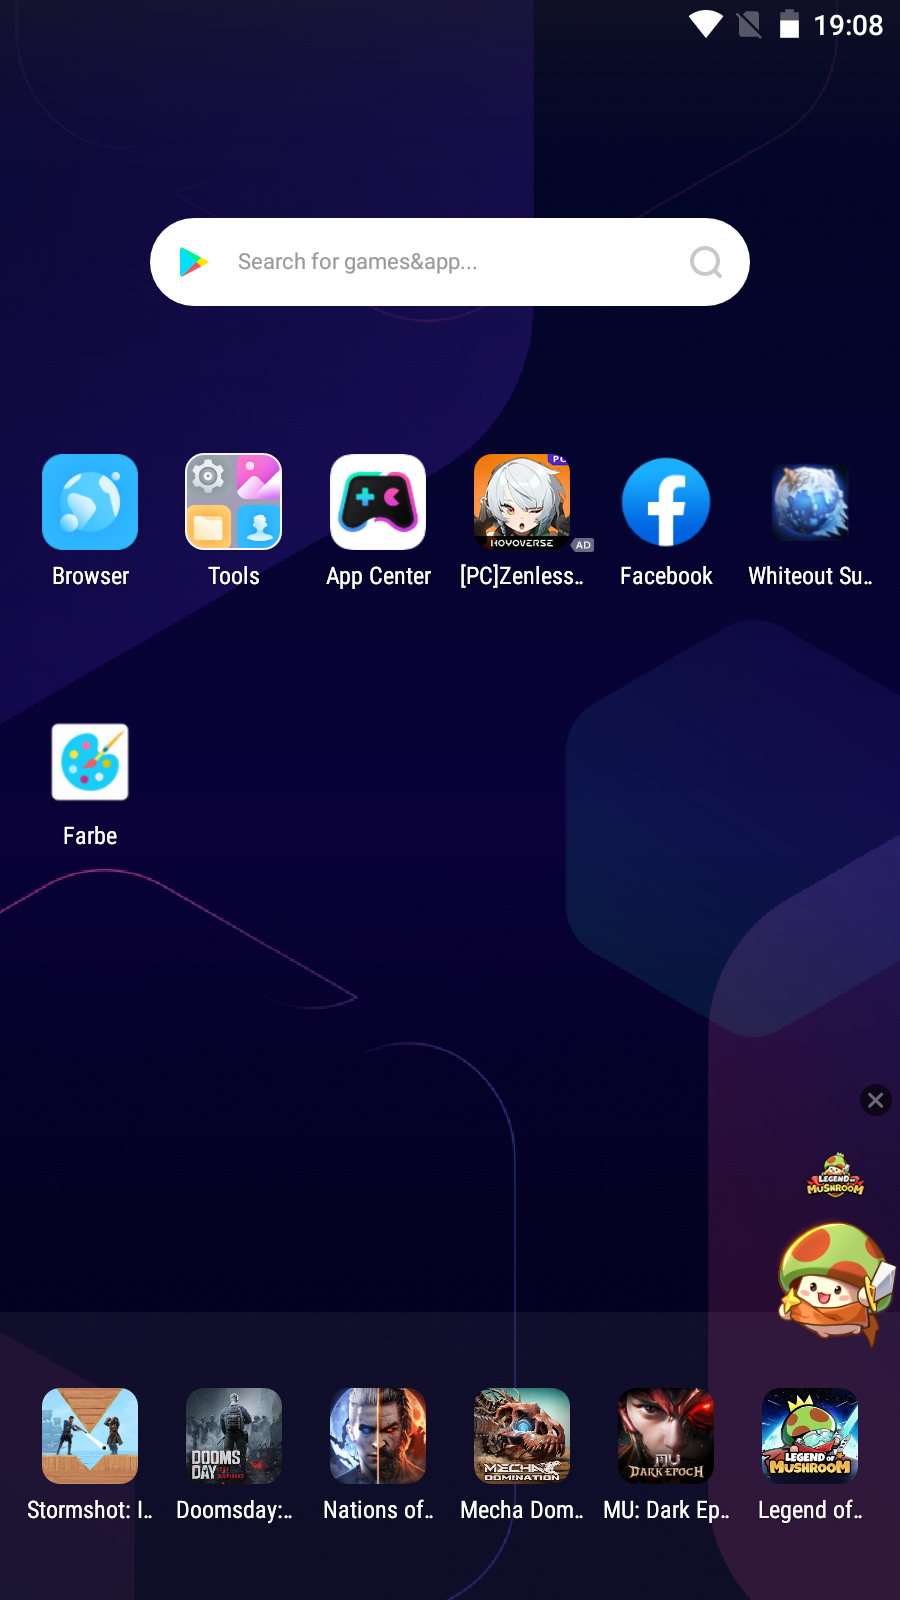 19:08
Search for games&app...
PC
HOYOVERSE
AD
Browser
Tools
App Center
[PC]Zenless..
Facebook
Whiteout Su..
Farbe
LEGEND OF
MUSHROOM
DOOMS
DAY
MECHA
DOMINATION
MU
DARK EPOCH
LEGEND OF
MUSHROOM
Stormshot: I..
Doomsday:..
Nations of..
Mecha Dom..
MU: Dark Ep..
Legend of..